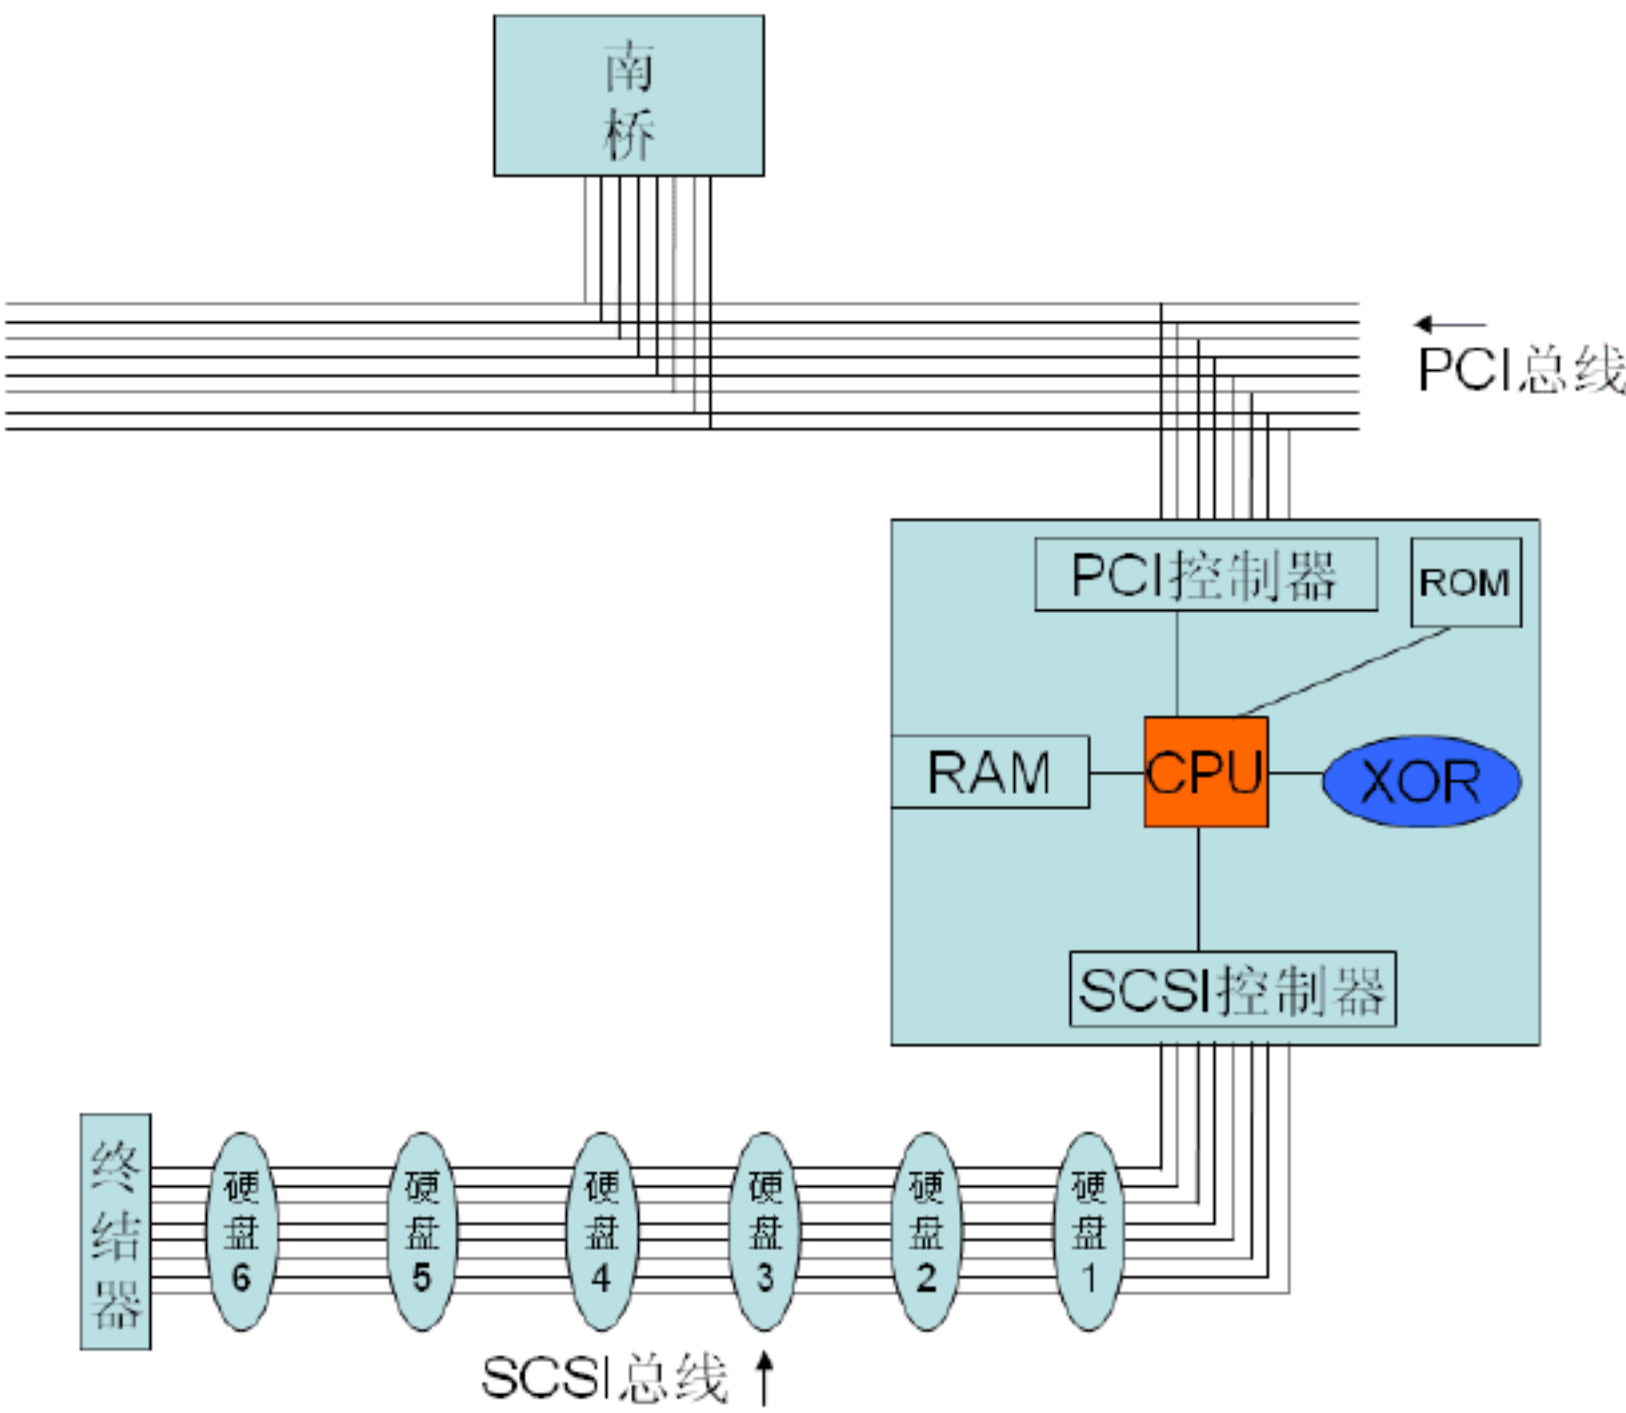 南
桥
PCI总线
PCI控制器
ROM
RAM
CPU
XOR
SCSI控制器
终
结
器
硬
盘
6
硬
盘
5
硬
盘
4
硬
盘
3
硬
盘
2
硬
盘
1
SCSI总线